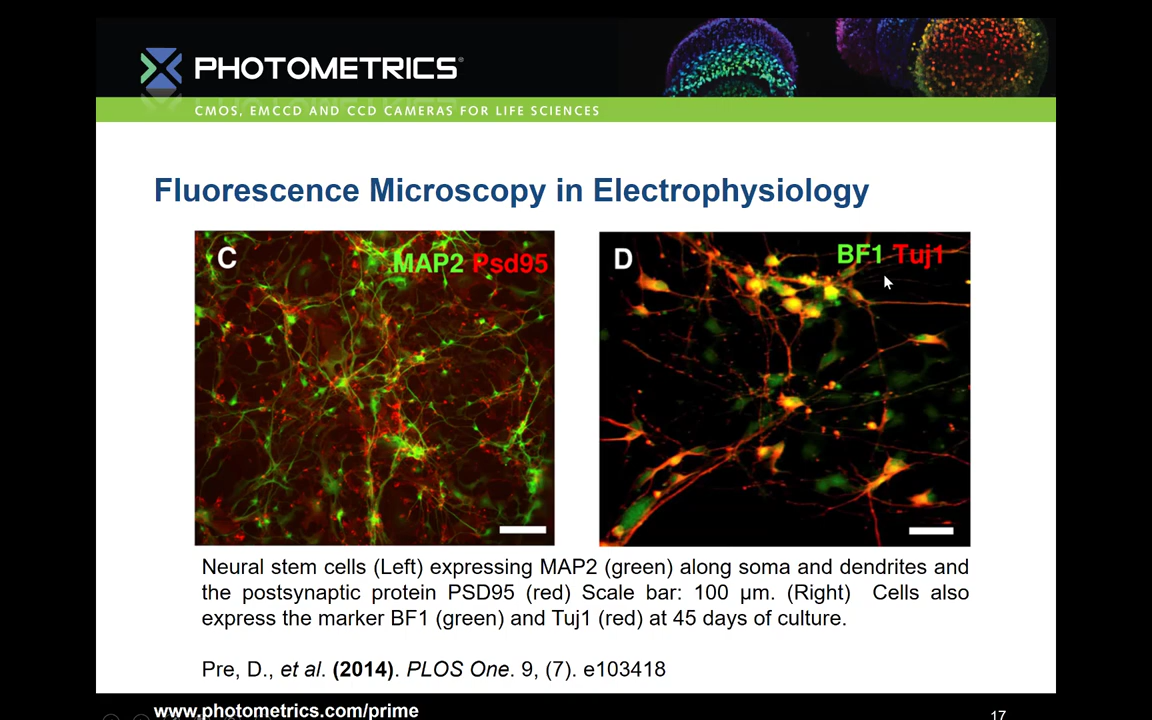 PHOTOMETRICS®
CMOS, EMCCD AND CCD CAMERAS FOR LIFE SCIENCES
Fluorescence Microscopy in Electrophysiology
C
MAP2 Psd95
D
BF1 Tuj1
Neural stem cells (Left) expressing MAP2 (green) along soma and dendrites and
the postsynaptic protein PSD95 (red) Scale bar: 100 µm. (Right) Cells also
express the marker BF1 (green) and Tuj1 (red) at 45 days of culture.
Pre, D., et al. (2014). PLOS One. 9, (7). e103418
www.photometrics.com/prime
17